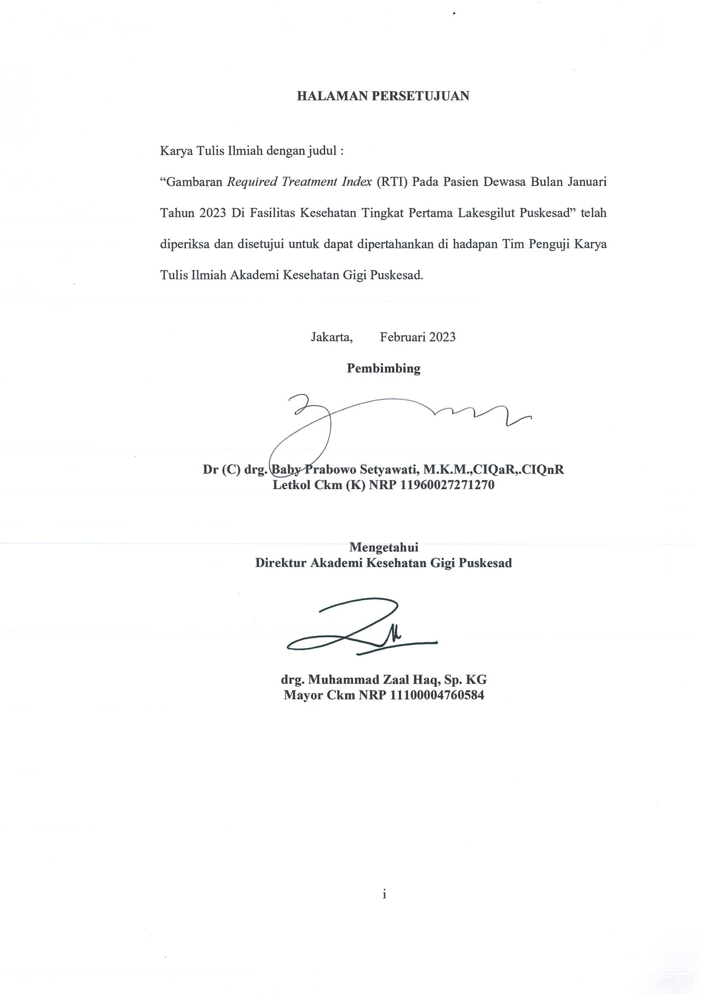 HALAMAN PERSETUJUAN
Karya Tulis Ilmiah dengan judul :
“Gambaran Required Treatment Index (RTI) Pada Pasien Dewasa Bulan Januari
Tahun 2023 Di Fasilitas Kesehatan Tingkat Pertama Lakesgilut Puskesad” telah
diperiksa dan disetujui untuk dapat dipertahankan di hadapan Tim Penguji Karya
Tulis Ilmiah Akademi Kesehatan Gigi Puskesad.
Jakarta, Februari 2023
Pembimbing
Dr (C) drg. Baby Prabowo Setyawati, M.K.M.,CIQaR,.CIQnR
Letkol Ckm (K) NRP 11960027271270
Mengetahui
Direktur Akademi Kesehatan Gigi Puskesad
drg. Muhammad Zaal Haq, Sp. KG
Mayor Ckm NRP 11100004760584
i